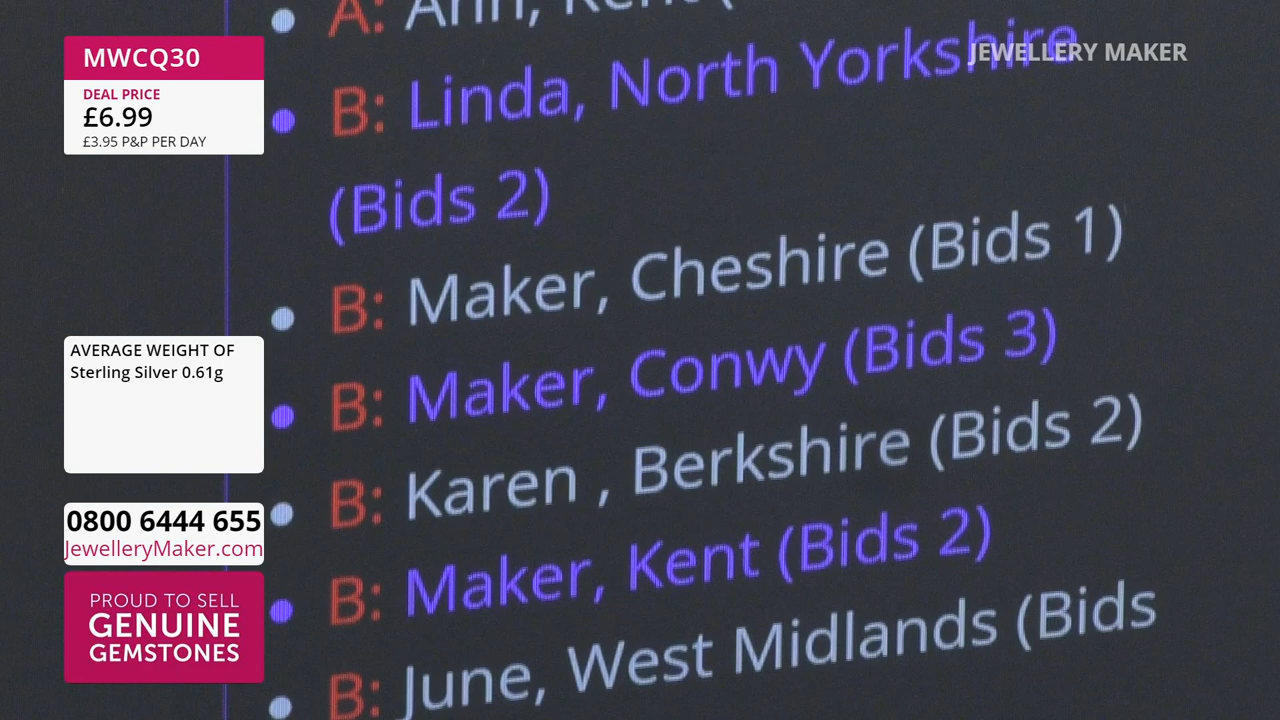 MWCQ30
DEAL PRICE
£6.99
£3.95 P&P PER DAY
AVERAGE WEIGHT OF
Sterling Silver 0.61g
0800 6444 655
JewelleryMaker.com
PROUD TO SELL
GENUINE
GEMSTONES
JEWELLERY MAKER
A: Ann, Kent (
B: Linda, North Yorkshire
(Bids 2)
B: Maker, Cheshire (Bids 1)
B: Maker, Conwy (Bids 3)
B: Karen , Berkshire (Bids 2)
B: Maker, Kent (Bids 2)
B: June, West Midlands (Bids